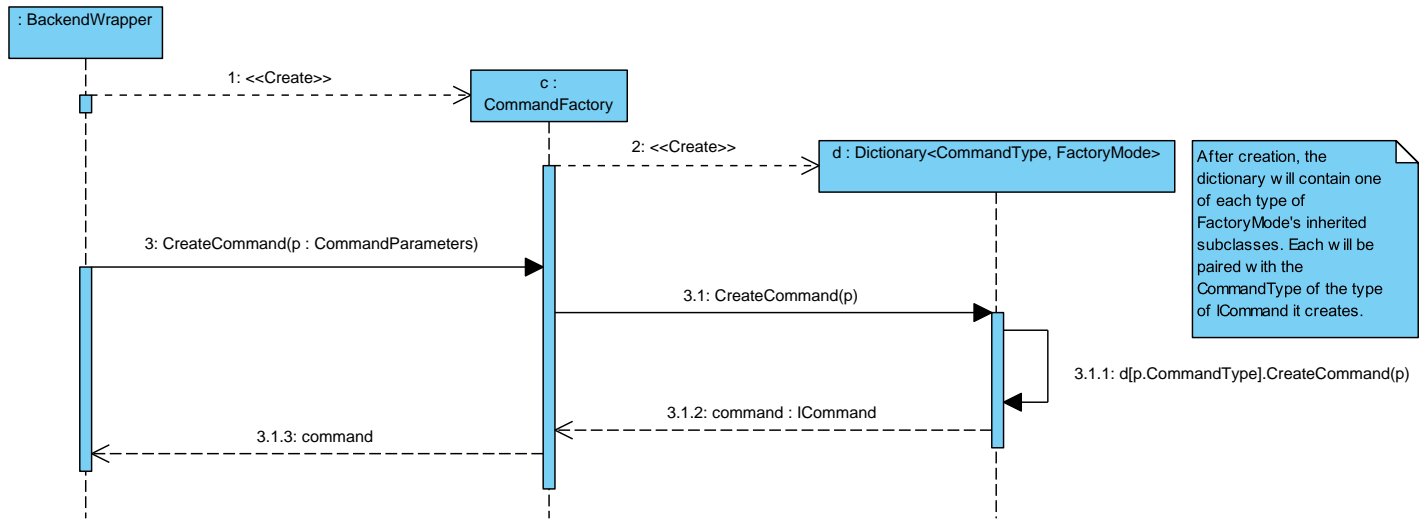 : BackendWrapper
1: <<Create>>
c :
CommandFactory
2: <<Create>>
d : Dictionary<CommandType, FactoryMode>
After creation, the
dictionary will contain one
of each type of
FactoryMode's inherited
subclasses. Each will be
paired with the
CommandType of the type
of ICommand it creates.
3: CreateCommand(p : CommandParameters)
3.1: CreateCommand(p)
3.1.1: d[p.CommandType].CreateCommand(p)
3.1.2: command : ICommand
3.1.3: command